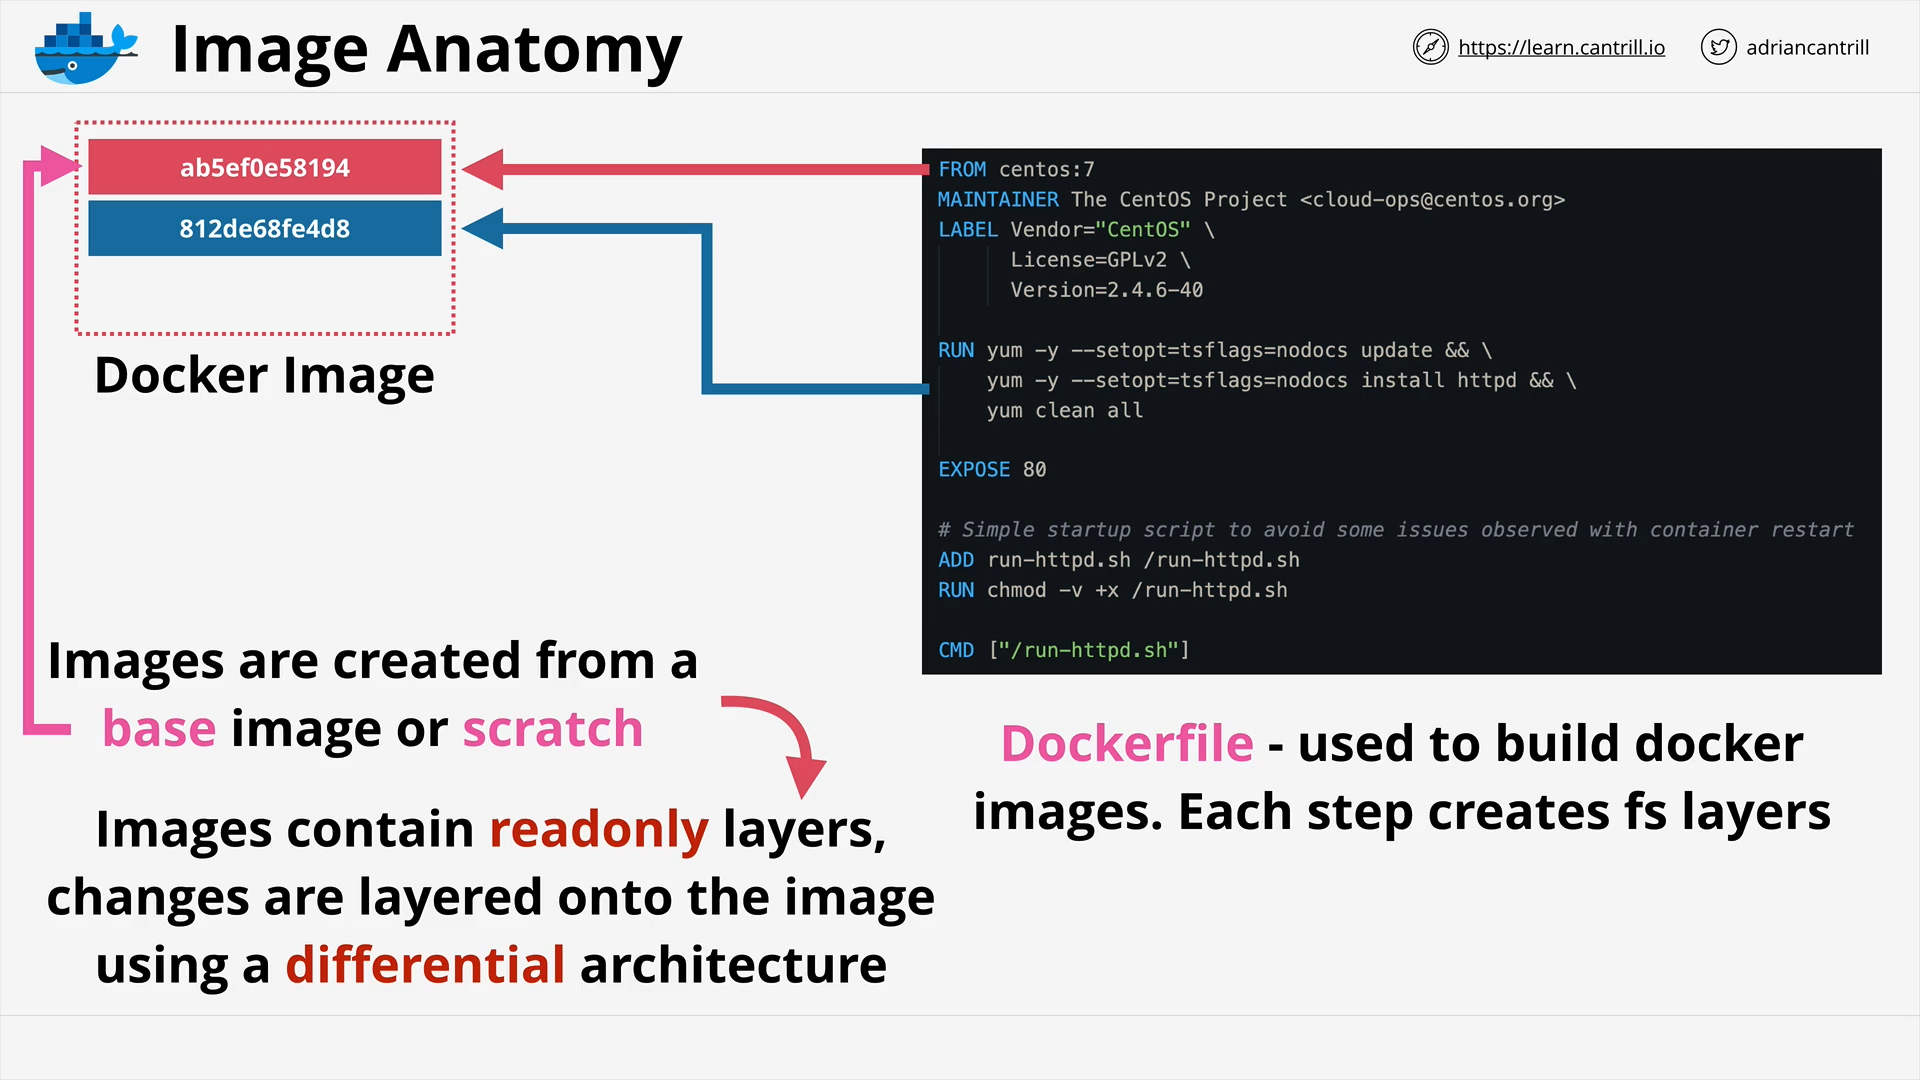 Image Anatomy
https://learn.cantrill.io
adriancantrill
ab5ef0e58194
812de68fe4d8
Docker Image
FROM centos:7
MAINTAINER The CentOS Project <cloud-ops@centos.org>
LABEL Vendor="CentOS" \
License=GPLv2 \
Version=2.4.6-40
RUN yum -y --setopt=tsflags=nodocs update && \
yum -y --setopt=tsflags=nodocs install httpd && \
yum clean all
EXPOSE 80
# Simple startup script to avoid some issues observed with container restart
ADD run-httpd.sh /run-httpd.sh
RUN chmod -v +x /run-httpd.sh
CMD ["/run-httpd.sh"]
Images are created from a
base image or scratch
Images contain readonly layers,
changes are layered onto the image
using a differential architecture
Dockerfile - used to build docker
images. Each step creates fs layers